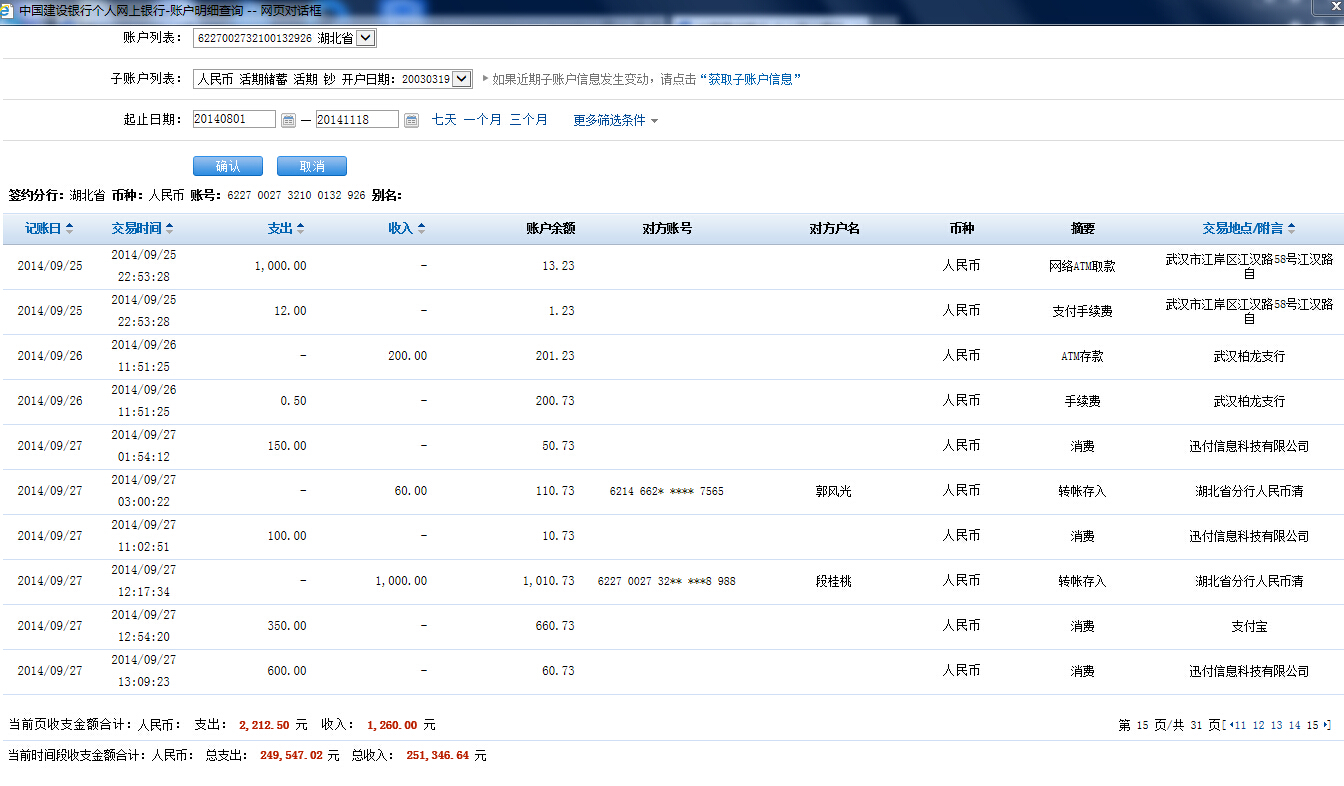 中国建设银行个人网上银行-账户明细查询 -- 网页对话框
账户列表： 6227002732100132926 湖北省
子账户列表： 人民币 活期储蓄 活期 钞 开户日期：20030319 如果近期子账户信息发生变动，请点击“获取子账户信息”
起止日期： 20140801 — 20141118 七天 一个月 三个月 更多筛选条件
确认 取消
签约分行：湖北省 币种：人民币 账号：6227 0027 3210 0132 926 别名：
记账日 交易时间 支出 收入 账户余额 对方账号 对方户名 币种 摘要 交易地点/附言
2014/09/25 2014/09/25 22:53:28 1,000.00 - 13.23 人民币 网络ATM取款 武汉市江岸区江汉路58号江汉路自
2014/09/25 2014/09/25 22:53:28 12.00 - 1.23 人民币 支付手续费 武汉市江岸区江汉路58号江汉路自
2014/09/26 2014/09/26 11:51:25 - 200.00 201.23 人民币 ATM存款 武汉柏龙支行
2014/09/26 2014/09/26 11:51:25 0.50 - 200.73 人民币 手续费 武汉柏龙支行
2014/09/27 2014/09/27 01:54:12 150.00 - 50.73 人民币 消费 迅付信息科技有限公司
2014/09/27 2014/09/27 03:00:22 - 60.00 110.73 6214 662* **** 7565 郭风光 人民币 转帐存入 湖北省分行人民币清
2014/09/27 2014/09/27 11:02:51 100.00 - 10.73 人民币 消费 迅付信息科技有限公司
2014/09/27 2014/09/27 12:17:34 - 1,000.00 1,010.73 6227 0027 32** ***8 988 段桂桃 人民币 转帐存入 湖北省分行人民币清
2014/09/27 2014/09/27 12:54:20 350.00 - 660.73 人民币 消费 支付宝
2014/09/27 2014/09/27 13:09:23 600.00 - 60.73 人民币 消费 迅付信息科技有限公司
当前页收支金额合计：人民币： 支出： 2,212.50 元 收入： 1,260.00 元 第 15 页/共 31 页[ 11 12 13 14 15 ]
当前时间段收支金额合计：人民币： 总支出： 249,547.02 元 总收入： 251,346.64 元